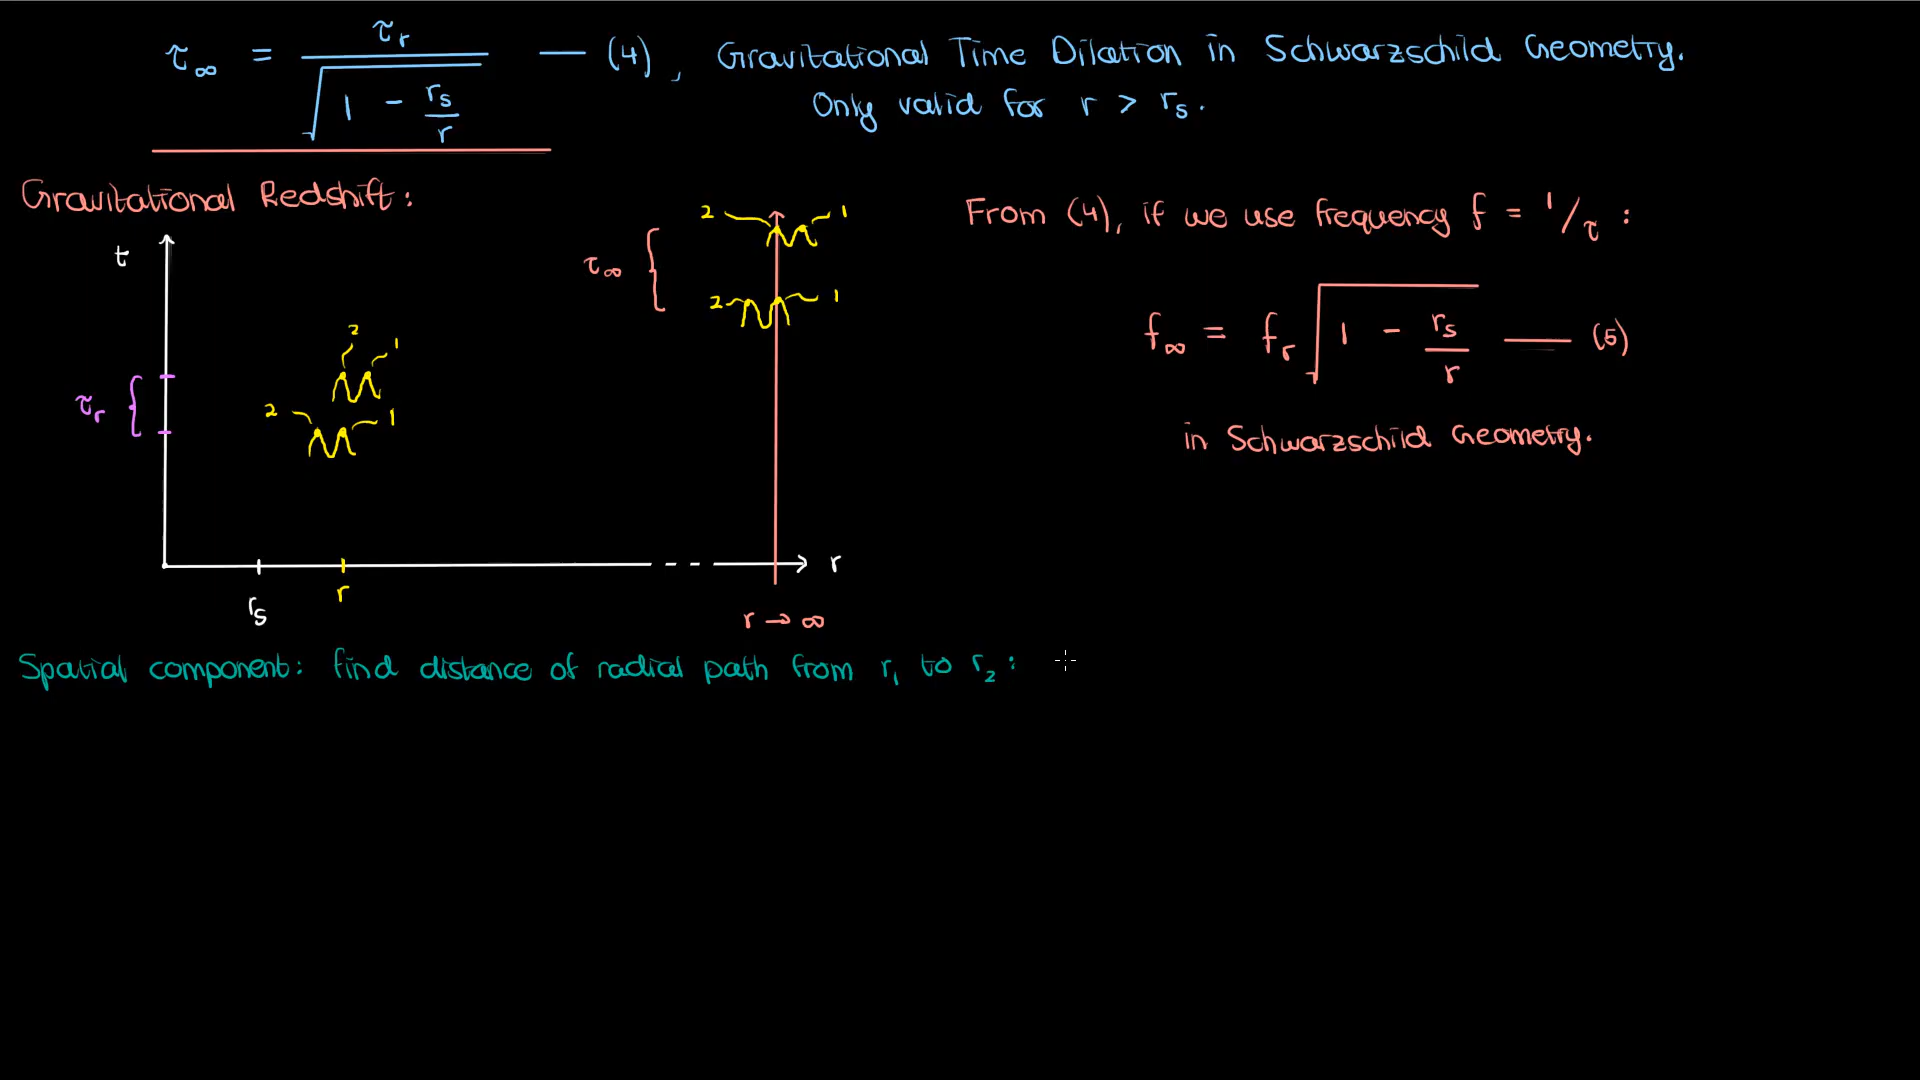 τ∞ = τr / √(1 - rs/r) — (4), Gravitational Time Dilation in Schwarzschild Geometry.
Only valid for r > rs.
Gravitational Redshift:
From (4), if we use frequency f = 1/τ :
t
2 1
τ∞
2 1
f∞ = fr √(1 - rs/r) — (5)
2 1
τr
2 1
in Schwarzschild Geometry.
r
rs
r
r → ∞
Spatial component: find distance of radial path from r1 to r2: